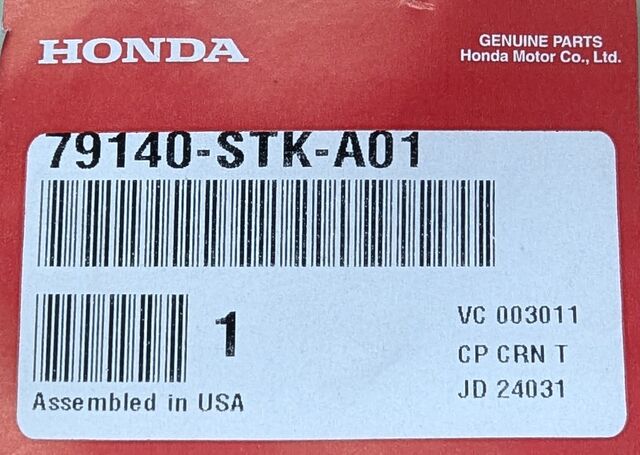 HONDA
GENUINE PARTS
Honda Motor Co., Ltd.
79140-STK-A01
1
VC 003011
CP CRN T
JD 24031
Assembled in USA